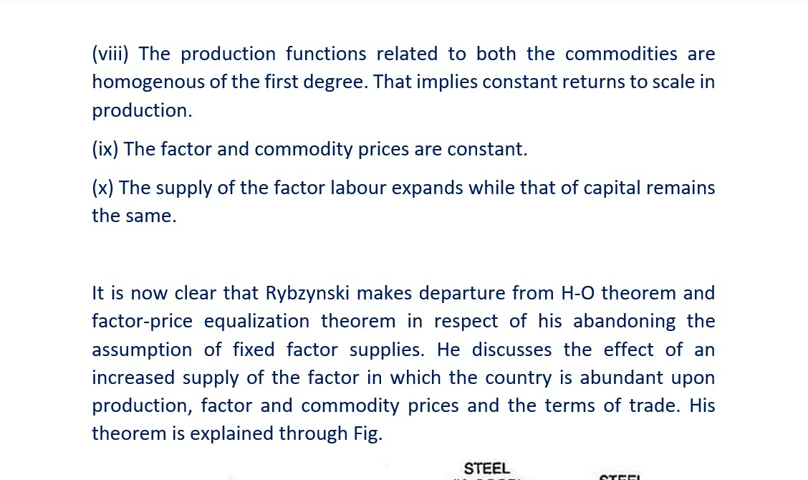 (viii) The production functions related to both the commodities are
homogenous of the first degree. That implies constant returns to scale in
production.
(ix) The factor and commodity prices are constant.
(x) The supply of the factor labour expands while that of capital remains
the same.
It is now clear that Rybzynski makes departure from H-O theorem and
factor-price equalization theorem in respect of his abandoning the
assumption of fixed factor supplies. He discusses the effect of an
increased supply of the factor in which the country is abundant upon
production, factor and commodity prices and the terms of trade. His
theorem is explained through Fig.
STEEL
STEEL